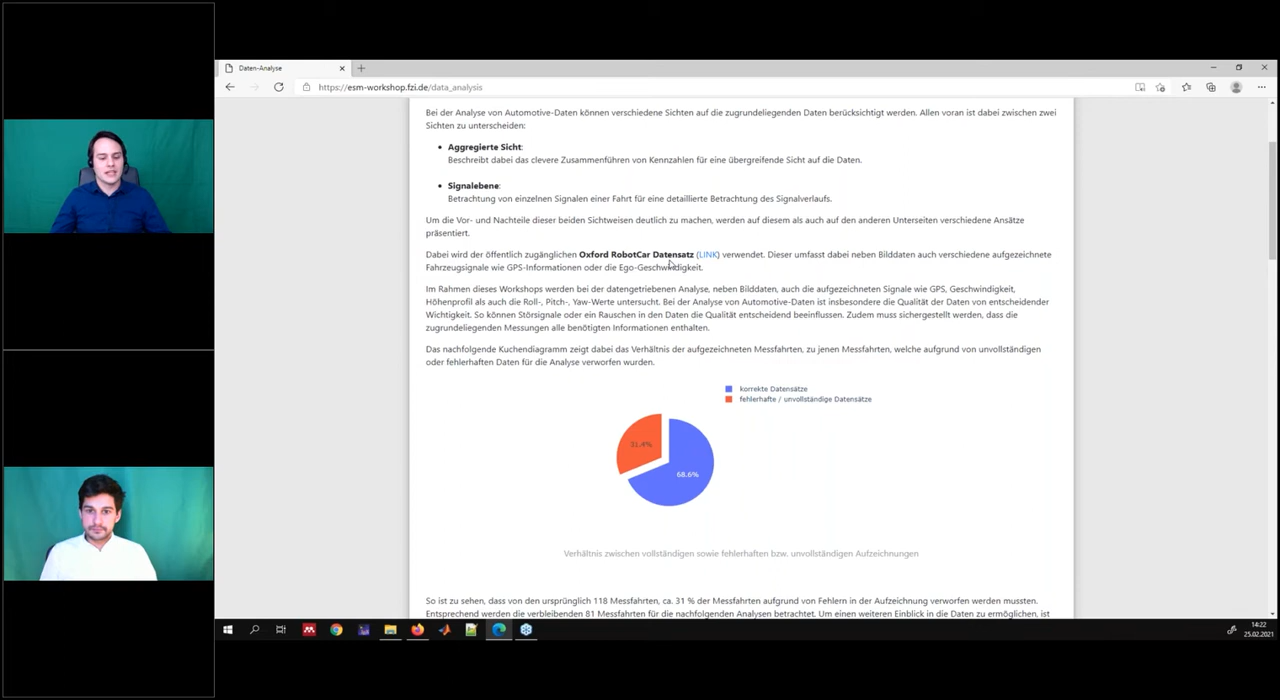 Daten-Analyse
https://esm-workshop.fzi.de/data_analysis
Bei der Analyse von Automotive-Daten können verschiedene Sichten auf die zugrundeliegenden Daten berücksichtigt werden. Allen voran ist dabei zwischen zwei
Sichten zu unterscheiden:
Aggregierte Sicht:
Beschreibt dabei das clevere Zusammenführen von Kennzahlen für eine übergreifende Sicht auf die Daten.
Signalebene:
Betrachtung von einzelnen Signalen einer Fahrt für eine detaillierte Betrachtung des Signalverlaufs.
Um die Vor- und Nachteile dieser beiden Sichtweisen deutlich zu machen, werden auf diesem als auch auf den anderen Unterseiten verschiedene Ansätze
präsentiert.
Dabei wird der öffentlich zugänglichen Oxford RobotCar Datensatz (LINK) verwendet. Dieser umfasst dabei neben Bilddaten auch verschiedene aufgezeichnete
Fahrzeugsignale wie GPS-Informationen oder die Ego-Geschwindigkeit.
Im Rahmen dieses Workshops werden bei der datengetriebenen Analyse, neben Bilddaten, auch die aufgezeichneten Signale wie GPS, Geschwindigkeit,
Höhenprofil als auch die Roll-, Pitch-, Yaw-Werte untersucht. Bei der Analyse von Automotive-Daten ist insbesondere die Qualität der Daten von entscheidender
Wichtigkeit. So können Störsignale oder ein Rauschen in den Daten die Qualität entscheidend beeinflussen. Zudem muss sichergestellt werden, dass die
zugrundeliegenden Messungen alle benötigten Informationen enthalten.
Das nachfolgende Kuchendiagramm zeigt dabei das Verhältnis der aufgezeichneten Messfahrten, zu jenen Messfahrten, welche aufgrund von unvollständigen
oder fehlerhaften Daten für die Analyse verworfen wurden.
korrekte Datensätze
fehlerhafte / unvollständige Datensätze
31.4%
68.6%
Verhältnis zwischen vollständigen sowie fehlerhaften bzw. unvollständigen Aufzeichnungen
So ist zu sehen, dass von den ursprünglich 118 Messfahrten, ca. 31 % der Messfahrten aufgrund von Fehlern in der Aufzeichnung verworfen werden mussten.
Entsprechend werden die verbleibenden 81 Messfahrten für die nachfolgenden Analysen betrachtet. Um einen weiteren Einblick in die Daten zu ermöglichen, ist
14:22
25.02.2021